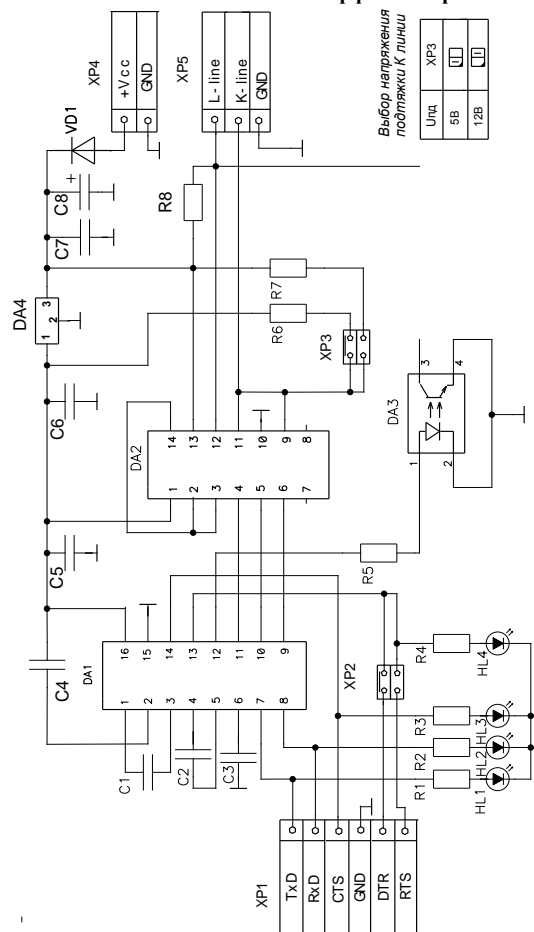 XP4
+Vcc
GND
XP5
L-line
K-line
GND
Выбор напряжения
подтяжки К линии
Uпд XP3
5В
12В
VD1
+
C8
C7
R8
DA4
1 2 3
R7
R6
XP3
C6
DA2
1 14
2 13
3 12
4 11
5 10
6 9
7 8
DA3
1 3
2 4
C5
R5
C4
DA1
1 16
2 15
3 14
4 13
5 12
6 11
7 10
8 9
C1
C2
C3
XP2
R4
HL4
R3
HL3
R2
HL2
R1
HL1
XP1
TxD
RxD
CTS
GND
DTR
RTS